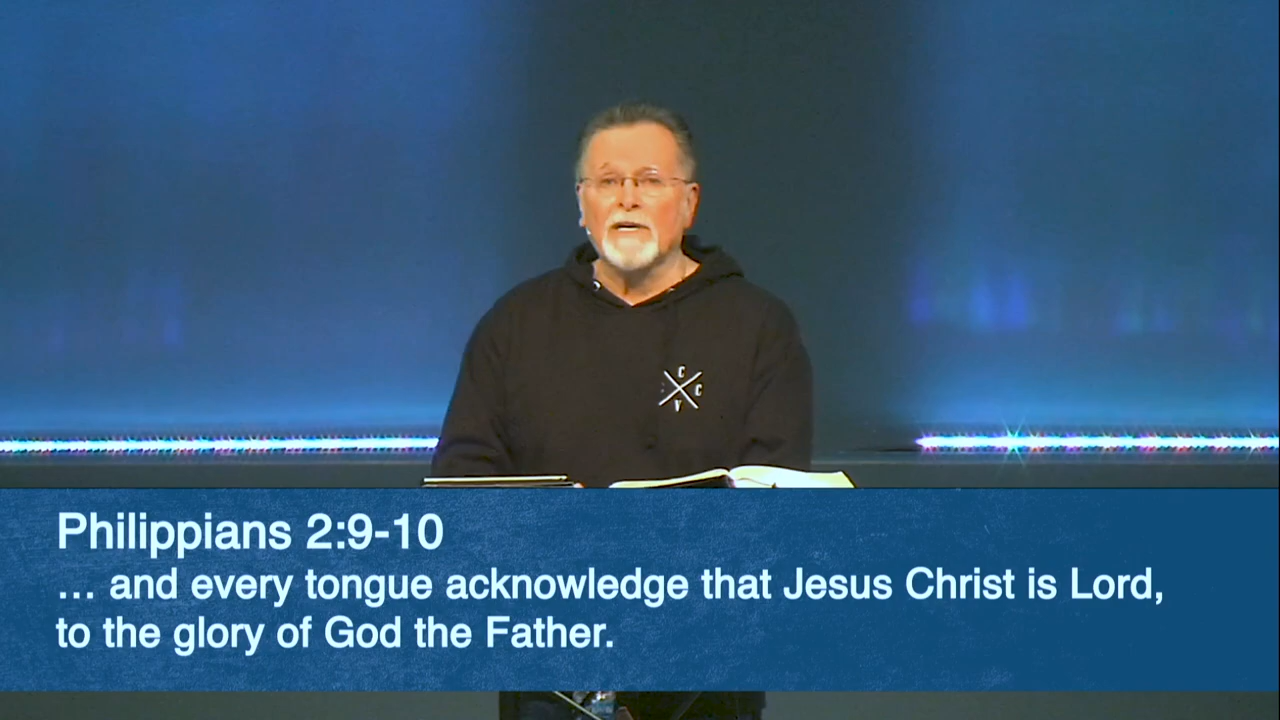 C
C
V
Philippians 2:9-10
… and every tongue acknowledge that Jesus Christ is Lord,
to the glory of God the Father.